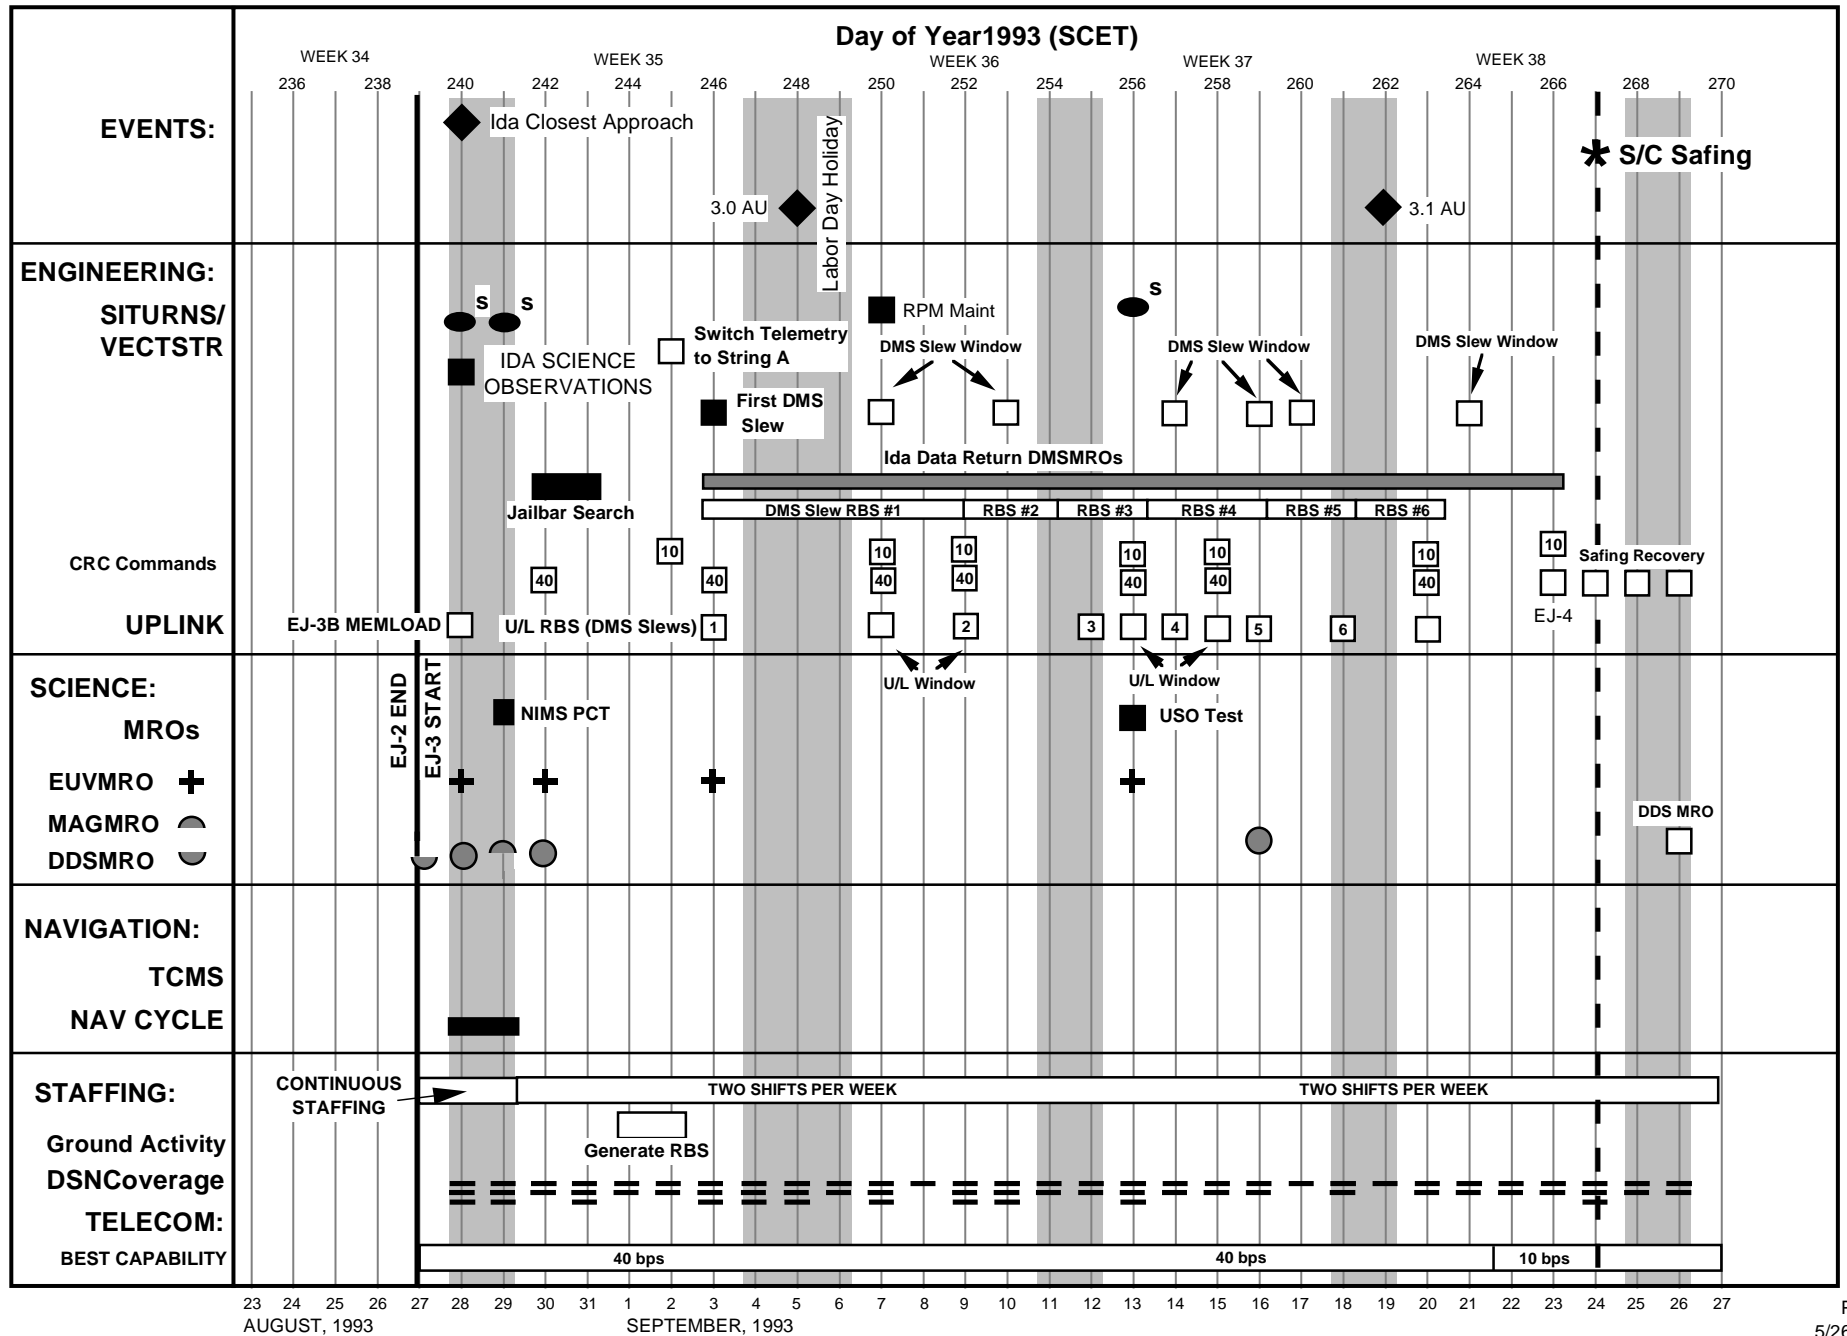 Day of Year1993 (SCET)
WEEK 34
WEEK 35
WEEK 36
WEEK 37
WEEK 38
236 238 240 242 244 246 248 250 252 254 256 258 260 262 264 266 268 270
EVENTS:
Ida Closest Approach
Labor Day Holiday
S/C Safing
3.0 AU
3.1 AU
ENGINEERING:
SITURNS/
VECTSTR
s
s
s
RPM Maint
Switch Telemetry
to String A
DMS Slew Window
DMS Slew Window
DMS Slew Window
IDA SCIENCE
OBSERVATIONS
First DMS
Slew
Ida Data Return DMSMROs
Jailbar Search
DMS Slew RBS #1
RBS #2
RBS #3
RBS #4
RBS #5
RBS #6
CRC Commands
10 10 10 10 10 10 10
Safing Recovery
40 40 40 40 40 40 40
EJ-4
UPLINK
EJ-3B MEMLOAD
U/L RBS (DMS Slews)
1 2 3 4 5 6
U/L Window
U/L Window
EJ-2 END
EJ-3 START
SCIENCE:
MROs
NIMS PCT
USO Test
EUVMRO
MAGMRO
DDSMRO
DDS MRO
NAVIGATION:
TCMS
NAV CYCLE
STAFFING:
CONTINUOUS
STAFFING
TWO SHIFTS PER WEEK
TWO SHIFTS PER WEEK
Ground Activity
Generate RBS
DSNCoverage
TELECOM:
BEST CAPABILITY
40 bps
40 bps
10 bps
23 24 25 26 27 28 29 30 31 1 2 3 4 5 6 7 8 9 10 11 12 13 14 15 16 17 18 19 20 21 22 23 24 25 26 27
AUGUST, 1993
SEPTEMBER, 1993
5/26